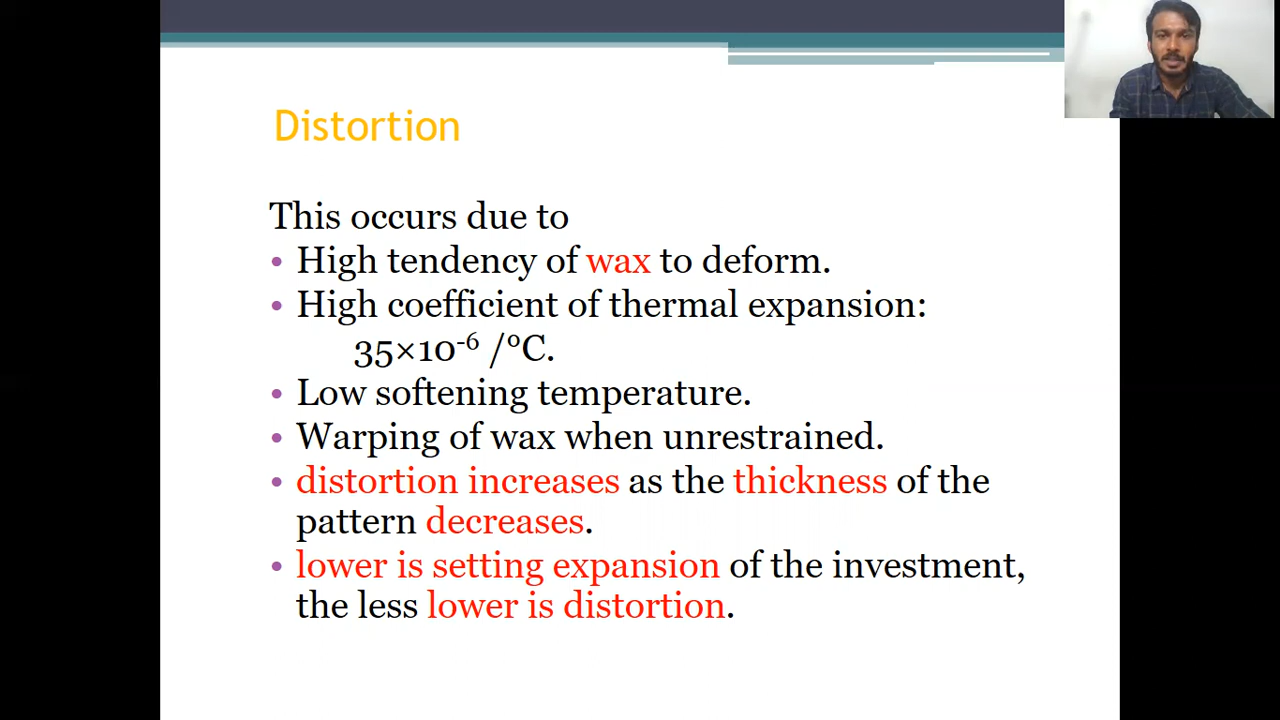 Distortion
This occurs due to
• High tendency of wax to deform.
• High coefficient of thermal expansion:
35×10⁻⁶ /°C.
• Low softening temperature.
• Warping of wax when unrestrained.
• distortion increases as the thickness of the
pattern decreases.
• lower is setting expansion of the investment,
the less lower is distortion.